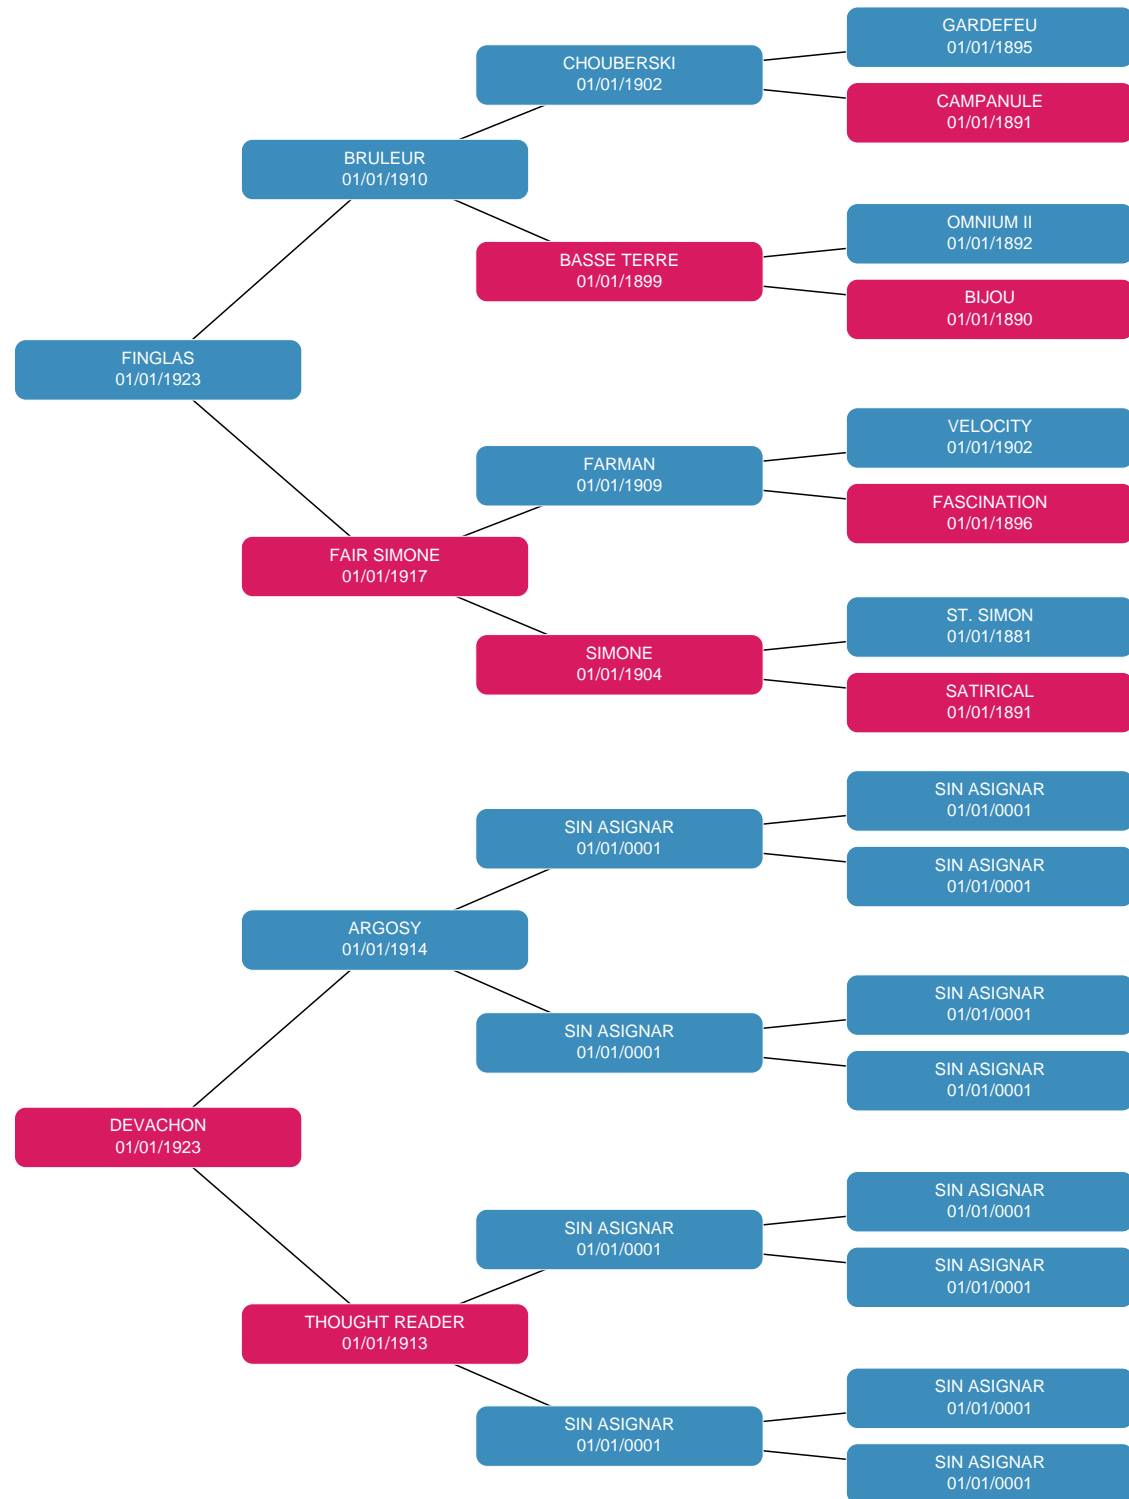 GARDEFEU
01/01/1895
CHOUBERSKI
01/01/1902
CAMPANULE
01/01/1891
BRULEUR
01/01/1910
OMNIUM II
01/01/1892
BASSE TERRE
01/01/1899
BIJOU
01/01/1890
FINGLAS
01/01/1923
VELOCITY
01/01/1902
FARMAN
01/01/1909
FASCINATION
01/01/1896
FAIR SIMONE
01/01/1917
ST. SIMON
01/01/1881
SIMONE
01/01/1904
SATIRICAL
01/01/1891
SIN ASIGNAR
01/01/0001
SIN ASIGNAR
01/01/0001
SIN ASIGNAR
01/01/0001
ARGOSY
01/01/1914
SIN ASIGNAR
01/01/0001
SIN ASIGNAR
01/01/0001
SIN ASIGNAR
01/01/0001
DEVACHON
01/01/1923
SIN ASIGNAR
01/01/0001
SIN ASIGNAR
01/01/0001
SIN ASIGNAR
01/01/0001
THOUGHT READER
01/01/1913
SIN ASIGNAR
01/01/0001
SIN ASIGNAR
01/01/0001
SIN ASIGNAR
01/01/0001